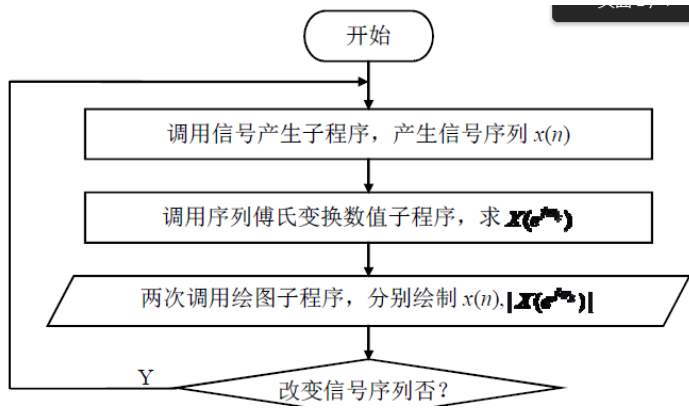 开始
调用信号产生子程序，产生信号序列 x(n)
调用序列傅氏变换数值子程序，求 X(e^{jω_k})
两次调用绘图子程序，分别绘制 x(n),|X(e^{jω_k})|
Y
改变信号序列否？